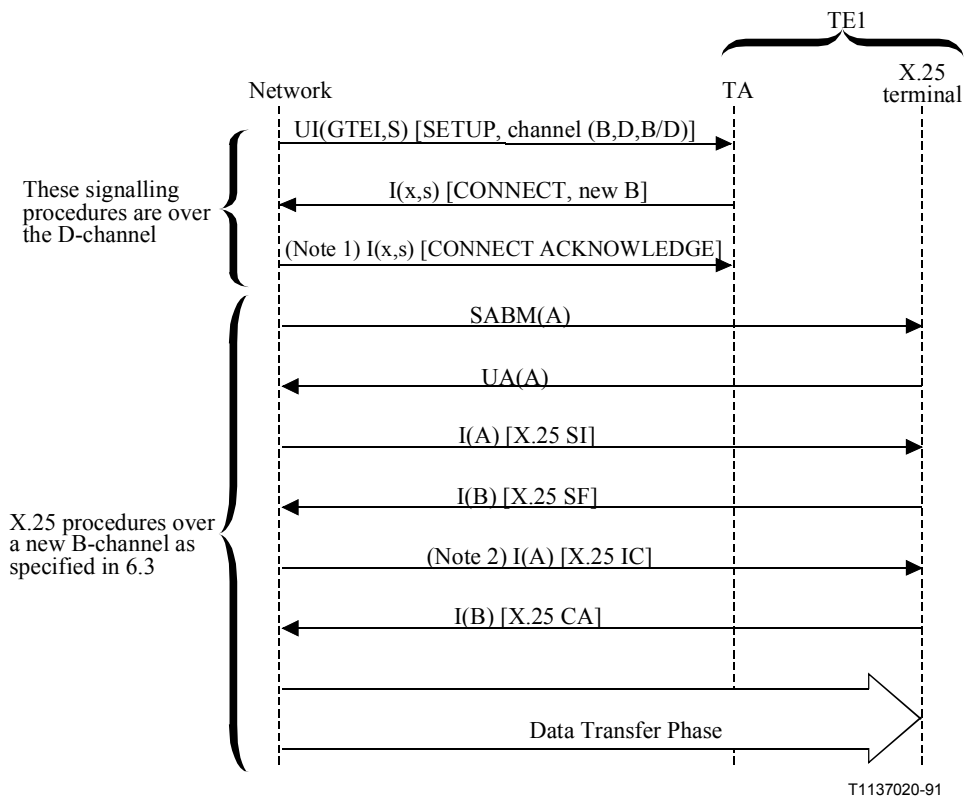 TE1
Network
TA
X.25
terminal
UI(GTEI,S) [SETUP, channel (B,D,B/D)]
I(x,s) [CONNECT, new B]
These signalling
procedures are over
the D-channel
(Note 1) I(x,s) [CONNECT ACKNOWLEDGE]
SABM(A)
UA(A)
I(A) [X.25 SI]
I(B) [X.25 SF]
X.25 procedures over
a new B-channel as
specified in 6.3
(Note 2) I(A) [X.25 IC]
I(B) [X.25 CA]
Data Transfer Phase
T1137020-91